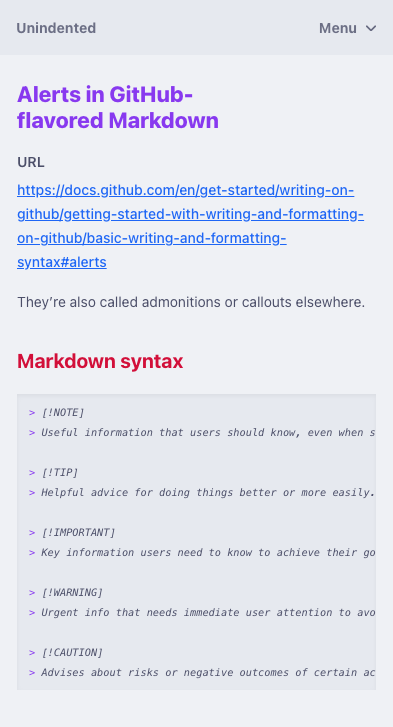 Unindented
Menu
Alerts in GitHub-
flavored Markdown
URL
https://docs.github.com/en/get-started/writing-on-
github/getting-started-with-writing-and-formatting-
on-github/basic-writing-and-formatting-
syntax#alerts
They’re also called admonitions or callouts elsewhere.
Markdown syntax
> [!NOTE]
> Useful information that users should know, even when s
> [!TIP]
> Helpful advice for doing things better or more easily.
> [!IMPORTANT]
> Key information users need to know to achieve their go
> [!WARNING]
> Urgent info that needs immediate user attention to avo
> [!CAUTION]
> Advises about risks or negative outcomes of certain ac